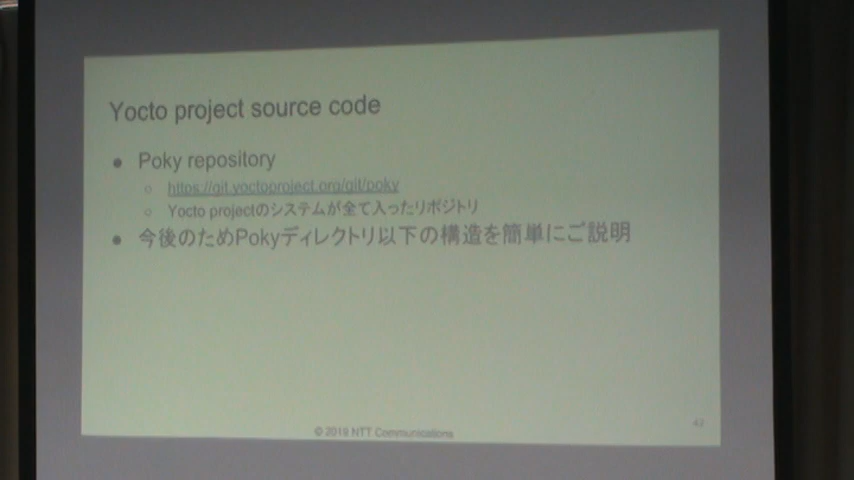 Yocto project source code
● Poky repository
○ https://git.yoctoproject.org/git/poky
○ Yocto projectのシステムが全て入ったリポジトリ
● 今後のためPokyディレクトリ以下の構造を簡単にご説明
© 2019 NTT Communications